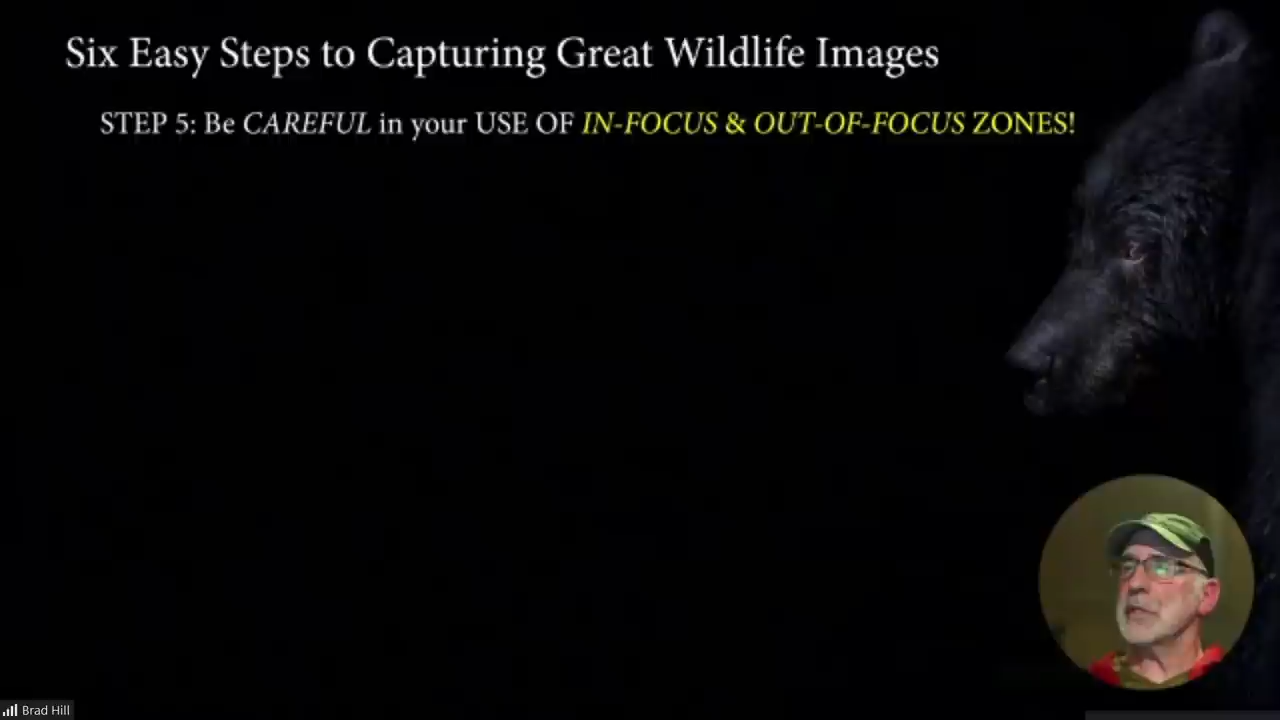 Six Easy Steps to Capturing Great Wildlife Images
STEP 5: Be CAREFUL in your USE OF IN-FOCUS & OUT-OF-FOCUS ZONES!
Brad Hill